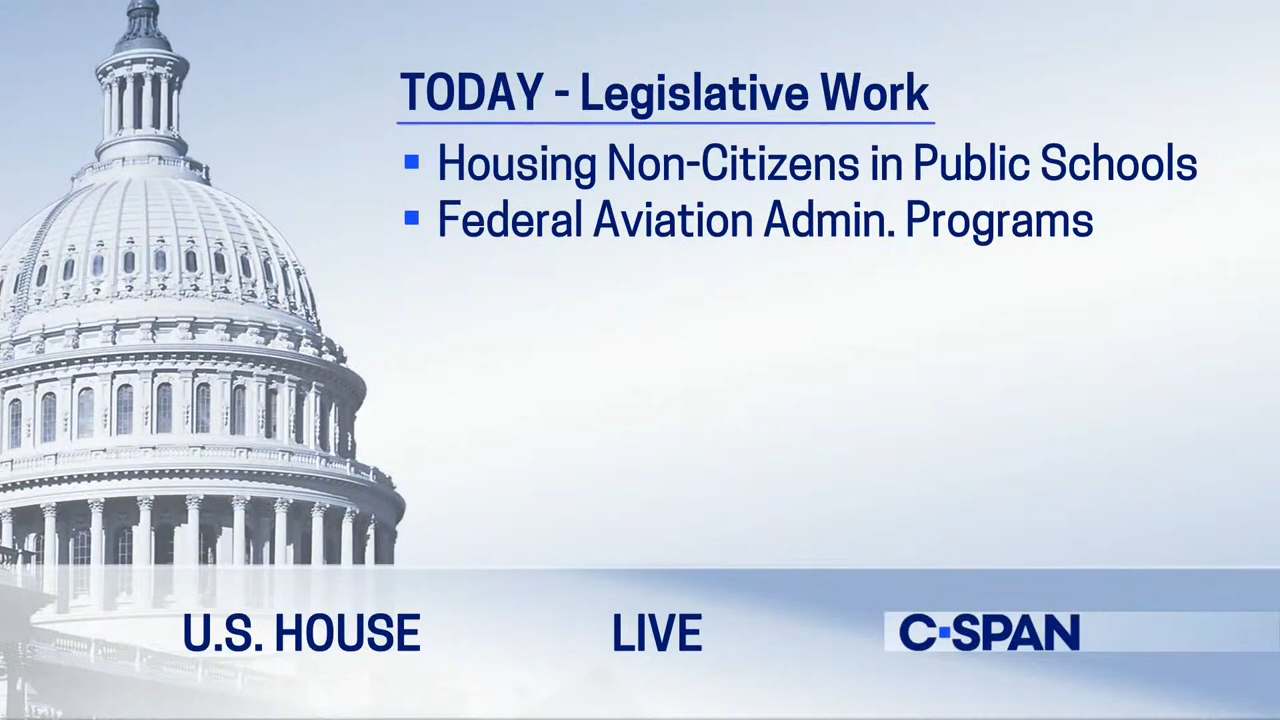 TODAY - Legislative Work
▪ Housing Non-Citizens in Public Schools
▪ Federal Aviation Admin. Programs
U.S. HOUSE LIVE C·SPAN